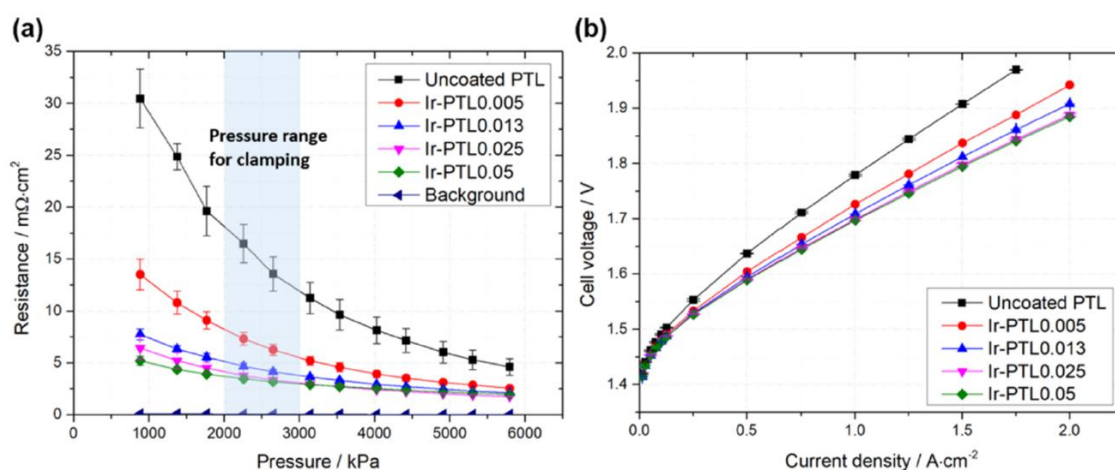 (a)
35
30
25
20
15
10
5
0
Resistance / mΩ·cm²
0 1000 2000 3000 4000 5000 6000
Pressure / kPa
Pressure range
for clamping
Uncoated PTL
Ir-PTL0.005
Ir-PTL0.013
Ir-PTL0.025
Ir-PTL0.05
Background
(b)
2.0
1.9
1.8
1.7
1.6
1.5
1.4
Cell voltage / V
0.0 0.5 1.0 1.5 2.0
Current density / A·cm⁻²
Uncoated PTL
Ir-PTL0.005
Ir-PTL0.013
Ir-PTL0.025
Ir-PTL0.05